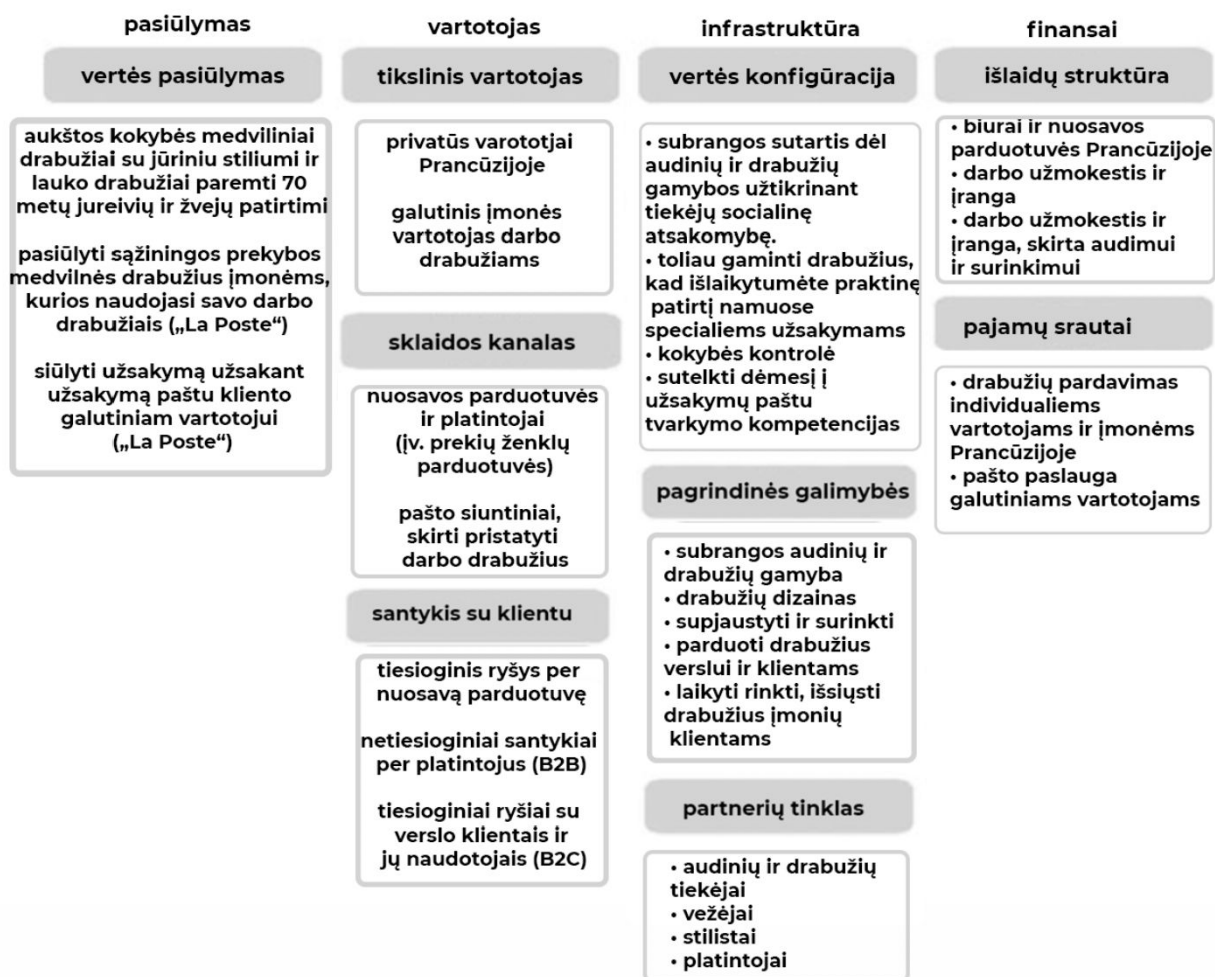 pasiūlymas
vertės pasiūlymas
aukštos kokybės medviliniai
drabužiai su jūriniu stiliumi ir
lauko drabužiai paremti 70
metų jureivių ir žvejų patirtimi
pasiūlyti sąžiningos prekybos
medvilnės drabužius įmonėms,
kurios naudojasi savo darbo
drabužiais („La Poste“)
siūlyti užsakymą užsakant
užsakymą paštu kliento
galutiniam vartotojui
(„La Poste“)
vartotojas
tikslinis vartotojas
privatūs varototjai
Prancūzijoje
galutinis įmonės
vartotojas darbo
drabužiams
sklaidos kanalas
nuosavos parduotuvės
ir platintojai
(įv. prekių ženklų
parduotuvės)
pašto siuntiniai,
skirti pristatyti
darbo drabužius
santykis su klientu
tiesioginis ryšys per
nuosavą parduotuvę
netiesioginiai santykiai
per platintojus (B2B)
tiesioginiai ryšiai su
verslo klientais ir
jų naudotojais (B2C)
infrastruktūra
vertės konfigūracija
• subrangos sutartis dėl
audinių ir drabužių
gamybos užtikrinant
tiekėjų socialinę
atsakomybę.
• toliau gaminti drabužius,
kad išlaikytumėte praktinę
patirtį namuose
specialiems užsakymams
• kokybės kontrolė
• sutelkti dėmesį į
užsakymų paštu
tvarkymo kompetencijas
pagrindinės galimybės
• subrangos audinių ir
drabužių gamyba
• drabužių dizainas
• supjaustyti ir surinkti
• parduoti drabužius
verslui ir klientams
• laikyti rinkti, išsiųsti
drabužius įmonių
klientams
partnerių tinklas
• audinių ir drabužių
tiekėjai
• vežėjai
• stilistai
• platintojai
finansai
išlaidų struktūra
• biurai ir nuosavos
parduotuvės Prancūzijoje
• darbo užmokestis ir
įranga
• darbo užmokestis ir
įranga, skirta audimui
ir surinkimui
pajamų srautai
• drabužių pardavimas
individualiems
vartotojams ir įmonėms
Prancūzijoje
• pašto paslauga
galutiniams vartotojams